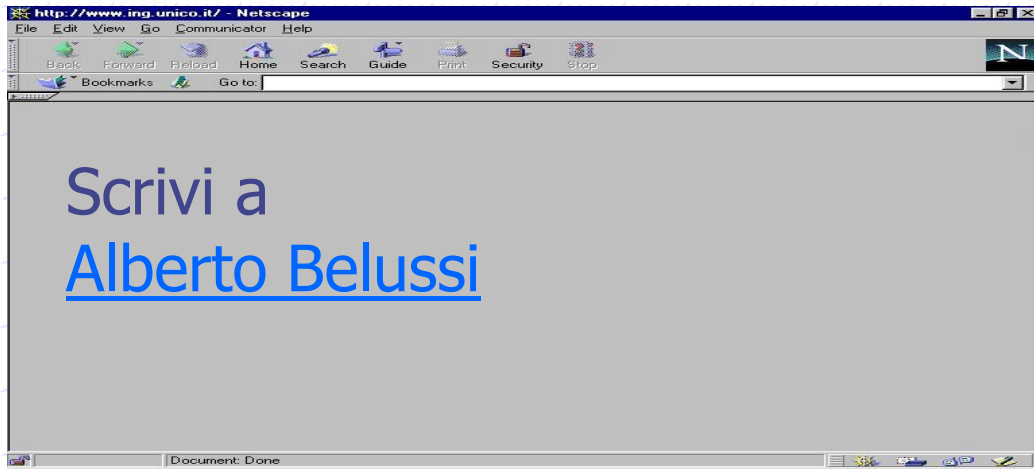 http://www.ing.unico.it/ - Netscape
File Edit View Go Communicator Help
Back Forward Reload Home Search Guide Print Security Stop
N
Bookmarks Go to:
Scrivi a
Alberto Belussi
Document: Done